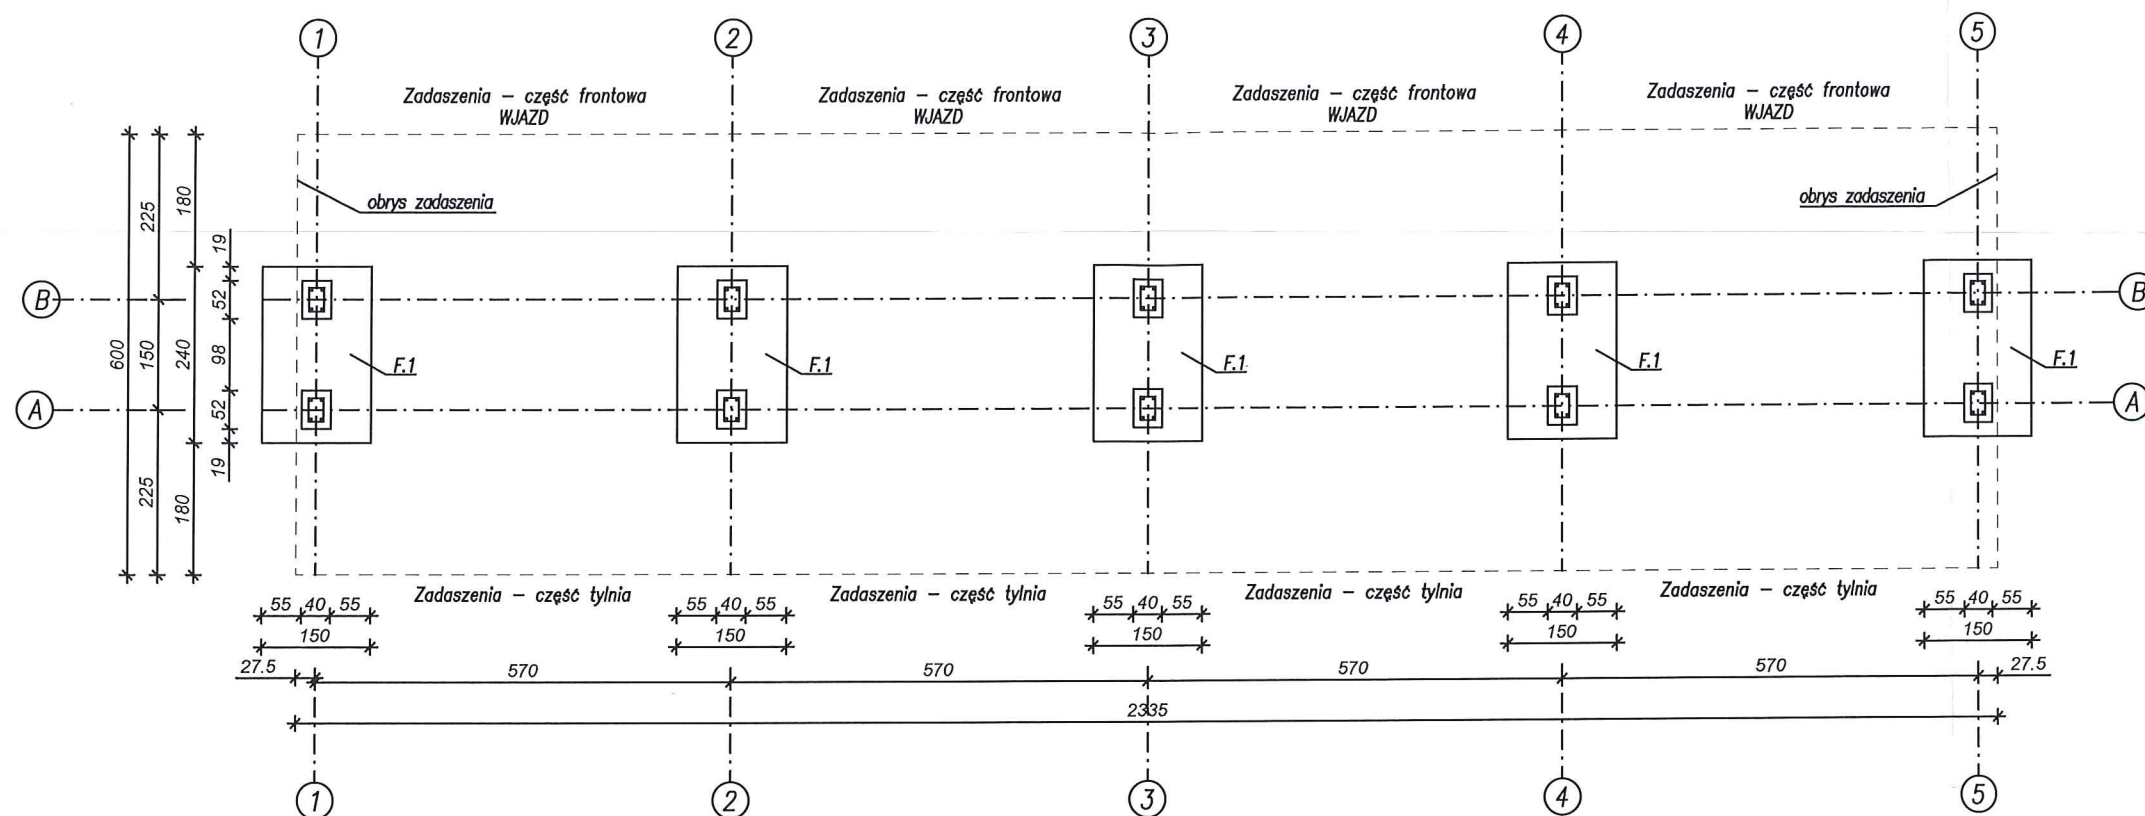 1 2 3 4 5
Zadaszenia – część frontowa
WJAZD
Zadaszenia – część frontowa
WJAZD
Zadaszenia – część frontowa
WJAZD
Zadaszenia – część frontowa
WJAZD
obrys zadaszenia
obrys zadaszenia
600
225
150
225
180
240
180
19
52
98
52
19
B
B
A
A
F.1
F.1
F.1
F.1
F.1
Zadaszenia – część tylnia
Zadaszenia – część tylnia
Zadaszenia – część tylnia
Zadaszenia – część tylnia
55 40 55
150
55 40 55
150
55 40 55
150
55 40 55
150
55 40 55
150
27.5 570 570 570 570 27.5
2335
1 2 3 4 5